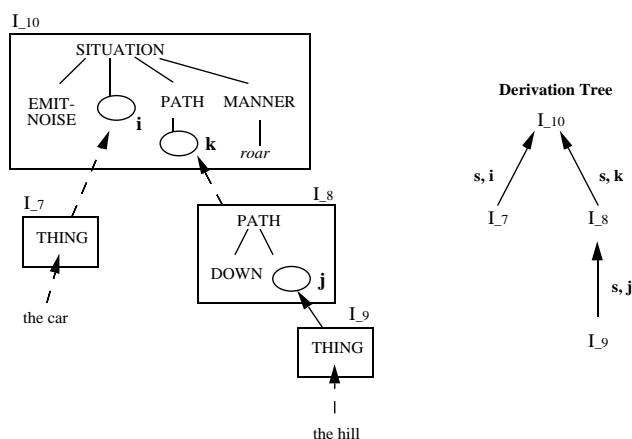 I_10
SITUATION
EMIT-
NOISE
i
PATH
MANNER
k
roar
I_7
THING
the car
I_8
PATH
DOWN
j
I_9
THING
the hill
Derivation Tree
I_10
s, i
s, k
I_7
I_8
s, j
I_9